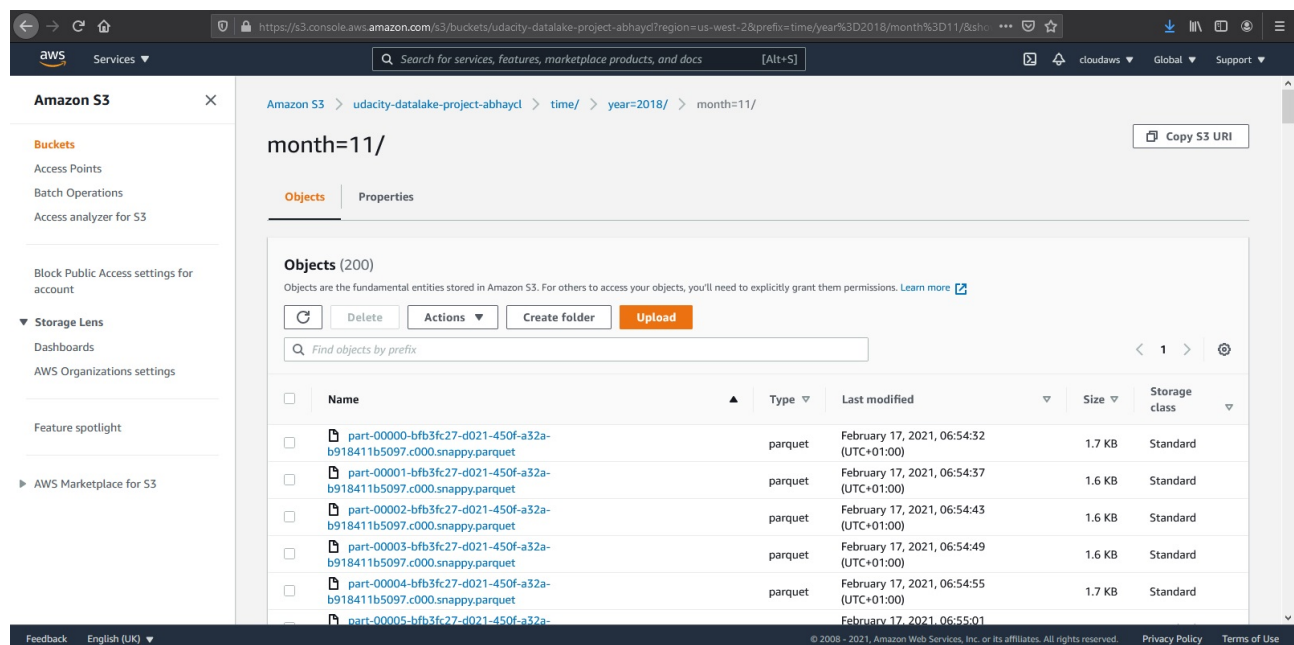 https://s3.console.aws.amazon.com/s3/buckets/udacity-datalake-project-abhaycl?region=us-west-2&prefix=time/year%3D2018/month%3D11/&sho
aws Services ▼ Search for services, features, marketplace products, and docs [Alt+S] cloudaws ▼ Global ▼ Support ▼
Amazon S3
Buckets
Access Points
Batch Operations
Access analyzer for S3
Block Public Access settings for
account
Storage Lens
Dashboards
AWS Organizations settings
Feature spotlight
AWS Marketplace for S3
Amazon S3 > udacity-datalake-project-abhaycl > time/ > year=2018/ > month=11/
month=11/
Copy S3 URI
Objects Properties
Objects (200)
Objects are the fundamental entities stored in Amazon S3. For others to access your objects, you'll need to explicitly grant them permissions. Learn more
Delete Actions ▼ Create folder Upload
Find objects by prefix
< 1 >
Name Type Last modified Size Storage
class
part-00000-bfb3fc27-d021-450f-a32a-
b918411b5097.c000.snappy.parquet
parquet
February 17, 2021, 06:54:32
(UTC+01:00)
1.7 KB Standard
part-00001-bfb3fc27-d021-450f-a32a-
b918411b5097.c000.snappy.parquet
parquet
February 17, 2021, 06:54:37
(UTC+01:00)
1.6 KB Standard
part-00002-bfb3fc27-d021-450f-a32a-
b918411b5097.c000.snappy.parquet
parquet
February 17, 2021, 06:54:43
(UTC+01:00)
1.6 KB Standard
part-00003-bfb3fc27-d021-450f-a32a-
b918411b5097.c000.snappy.parquet
parquet
February 17, 2021, 06:54:49
(UTC+01:00)
1.6 KB Standard
part-00004-bfb3fc27-d021-450f-a32a-
b918411b5097.c000.snappy.parquet
parquet
February 17, 2021, 06:54:55
(UTC+01:00)
1.7 KB Standard
part-00005-bfb3fc27-d021-450f-a32a-
February 17, 2021, 06:55:01
Feedback English (UK) ▼ © 2008 - 2021, Amazon Web Services, Inc. or its affiliates. All rights reserved. Privacy Policy Terms of Use